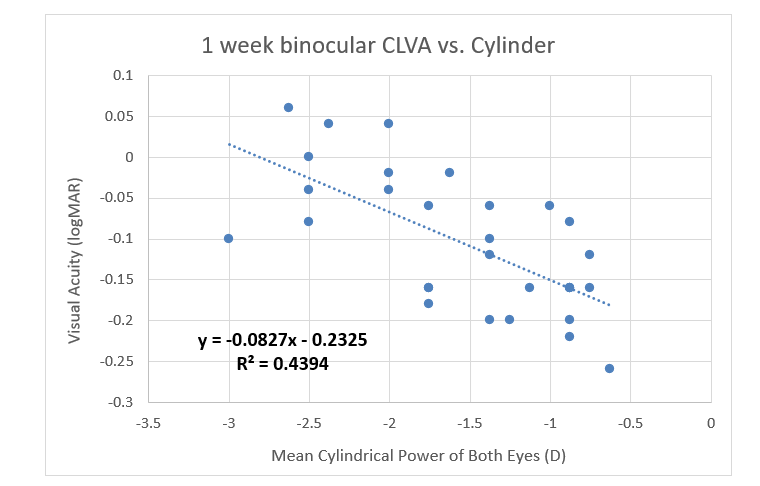 1 week binocular CLVA vs. Cylinder
0.1
0.05
0
-0.05
-0.1
-0.15
-0.2
-0.25
-0.3
Visual Acuity (logMAR)
y = -0.0827x - 0.2325
R² = 0.4394
-3.5 -3 -2.5 -2 -1.5 -1 -0.5 0
Mean Cylindrical Power of Both Eyes (D)